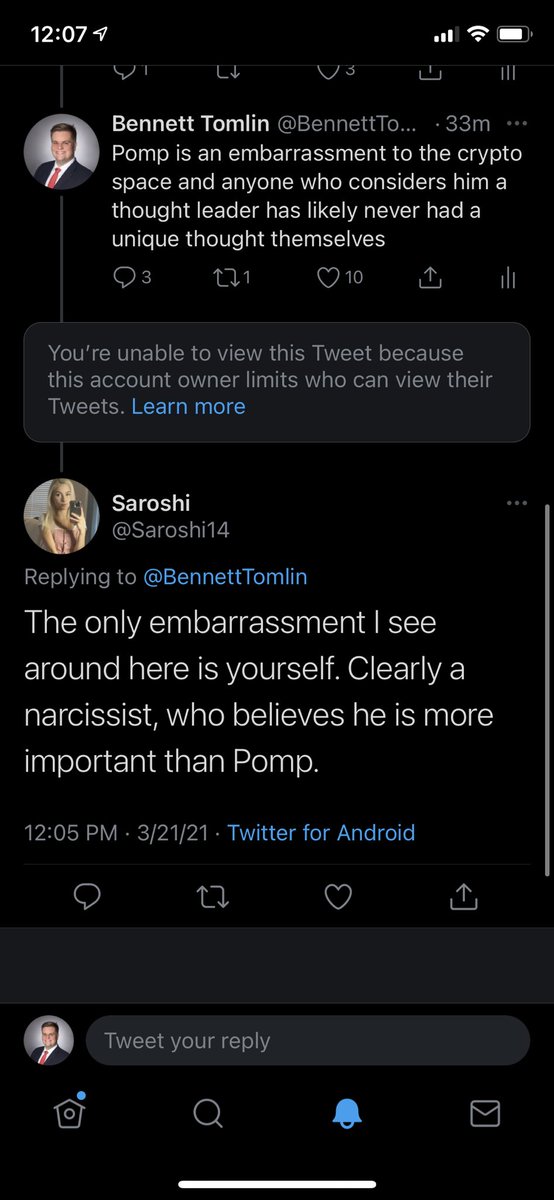 12:07
1
3
Bennett Tomlin @BennettTo... · 33m
Pomp is an embarrassment to the crypto
space and anyone who considers him a
thought leader has likely never had a
unique thought themselves
3 1 10
You’re unable to view this Tweet because
this account owner limits who can view their
Tweets. Learn more
Saroshi
@Saroshi14
Replying to @BennettTomlin
The only embarrassment I see
around here is yourself. Clearly a
narcissist, who believes he is more
important than Pomp.
12:05 PM · 3/21/21 · Twitter for Android
Tweet your reply